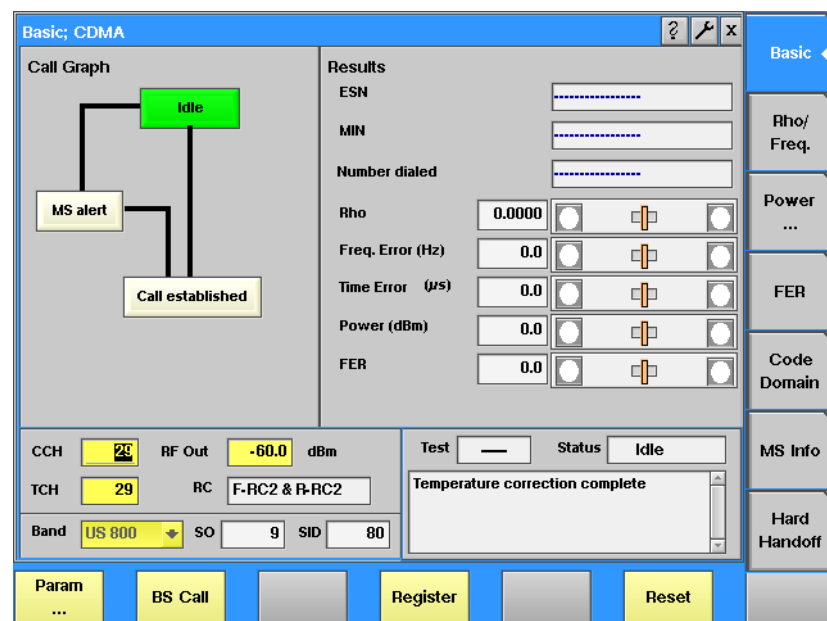 Basic; CDMA
? x
Call Graph
Idle
MS alert
Call established
Results
ESN ----------------
MIN ----------------
Number dialed ----------------
Rho 0.0000
Freq. Error (Hz) 0.0
Time Error (µs) 0.0
Power (dBm) 0.0
FER 0.0
CCH 29 RF Out -60.0 dBm
TCH 29 RC F-RC2 & R-RC2
Band US 800 SO 9 SID 80
Test — Status Idle
Temperature correction complete
Basic
Rho/
Freq.
Power
...
FER
Code
Domain
MS Info
Hard
Handoff
Param
...
BS Call
Register
Reset